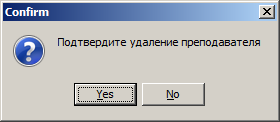 Confirm
Подтвердите удаление преподавателя
Yes
No